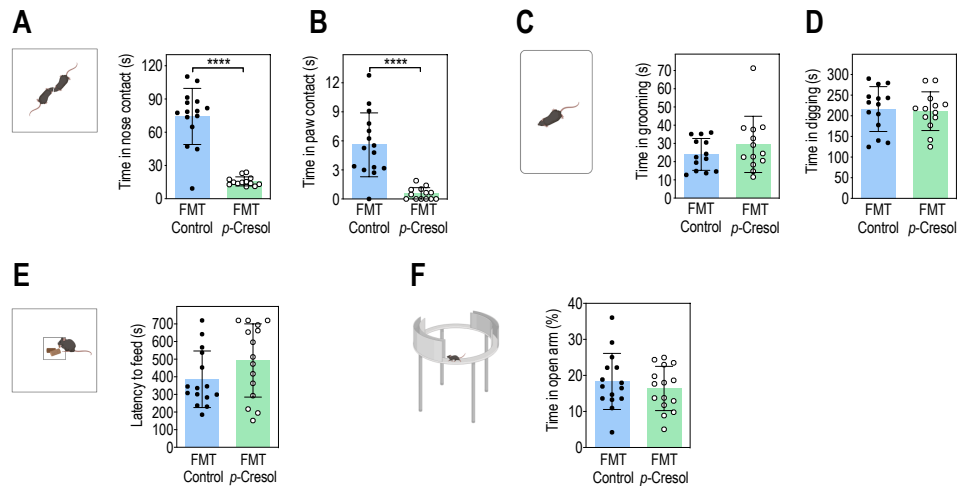 A
Time in nose contact (s)
120
90
60
30
0
****
FMT
Control
FMT
p-Cresol
B
Time in paw contact (s)
15
12
9
6
3
0
****
FMT
Control
FMT
p-Cresol
C
Time in grooming (s)
80
70
60
50
40
30
20
10
0
FMT
Control
FMT
p-Cresol
D
Time in digging (s)
350
300
250
200
150
100
50
0
FMT
Control
FMT
p-Cresol
E
Latency to feed (s)
700
600
500
400
300
200
100
0
FMT
Control
FMT
p-Cresol
F
Time in open arm (%)
40
30
20
10
0
FMT
Control
FMT
p-Cresol